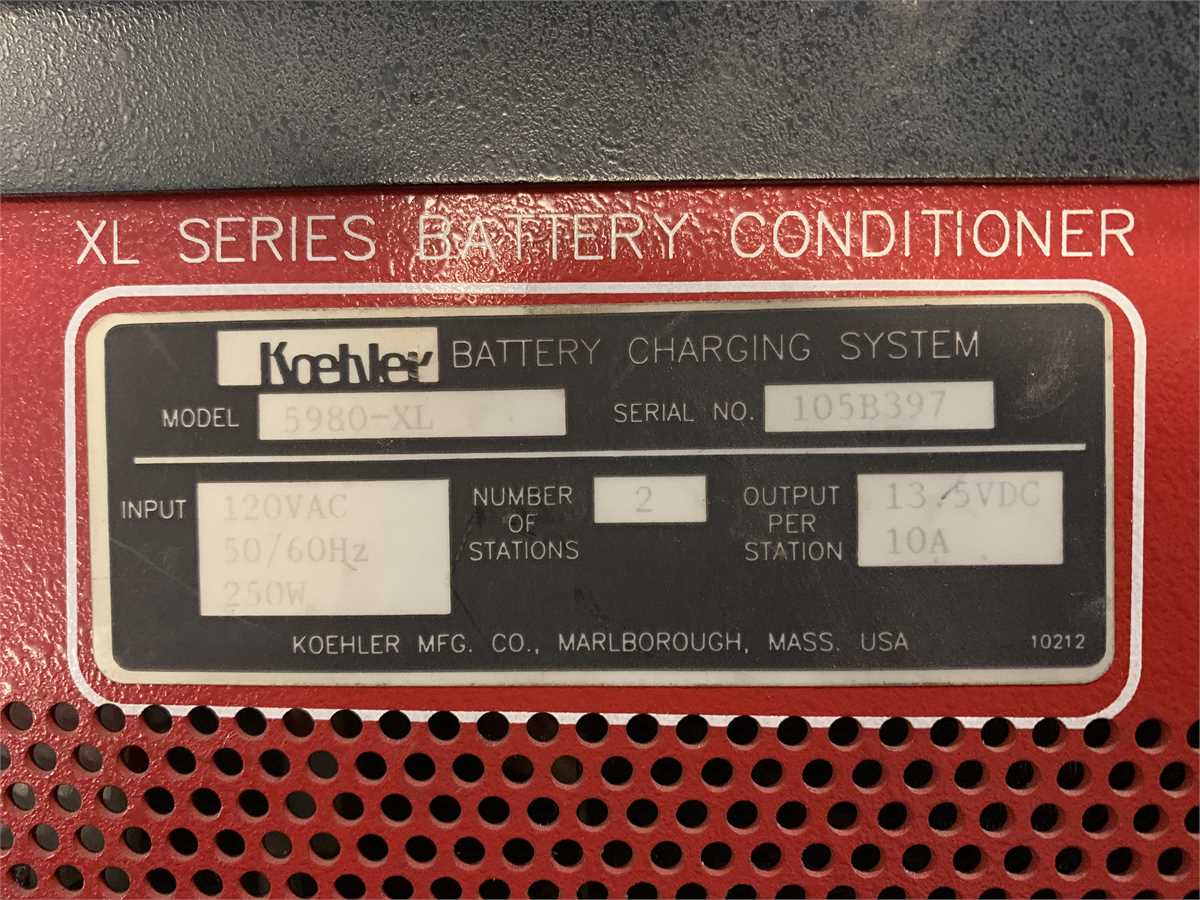 XL SERIES BATTERY CONDITIONER
Koehler BATTERY CHARGING SYSTEM
MODEL 5980-XL SERIAL NO. 105B397
INPUT 120VAC 50/60Hz 250W
NUMBER OF STATIONS 2
OUTPUT PER STATION 13.5VDC 10A
KOEHLER MFG. CO., MARLBOROUGH, MASS. USA 10212